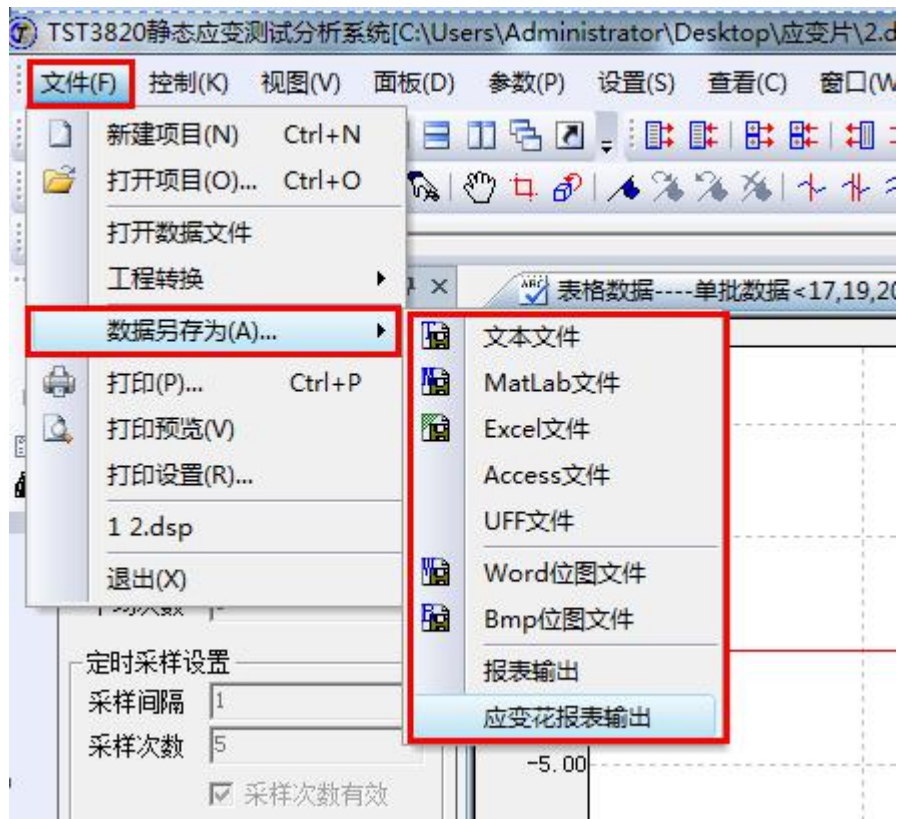 TST3820静态应变测试分析系统[C:\Users\Administrator\Desktop\应变片\2.d
文件(F) 控制(K) 视图(V) 面板(D) 参数(P) 设置(S) 查看(C) 窗口(W
新建项目(N) Ctrl+N
打开项目(O)... Ctrl+O
打开数据文件
工程转换
表格数据----单批数据<17,19,20
数据另存为(A)...
文本文件
打印(P)... Ctrl+P
MatLab文件
打印预览(V)
Excel文件
打印设置(R)...
Access文件
1 2.dsp
UFF文件
退出(X)
Word位图文件
Bmp位图文件
定时采样设置
报表输出
采样间隔 1
应变花报表输出
采样次数 5
-5.00
采样次数有效